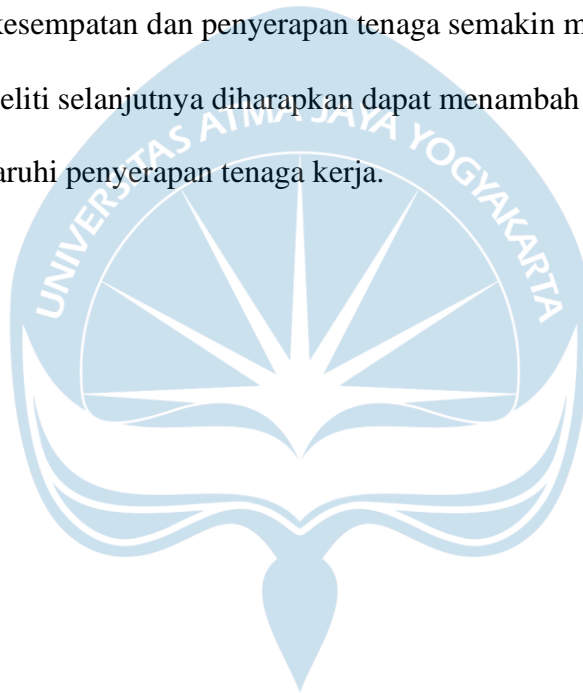 kesempatan dan penyerapan tenaga semakin
eliti selanjutnya diharapkan dapat menambah
aruhi penyerapan tenaga kerja.
UNIVERSITAS ATMA JAYA YOGYAKARTA